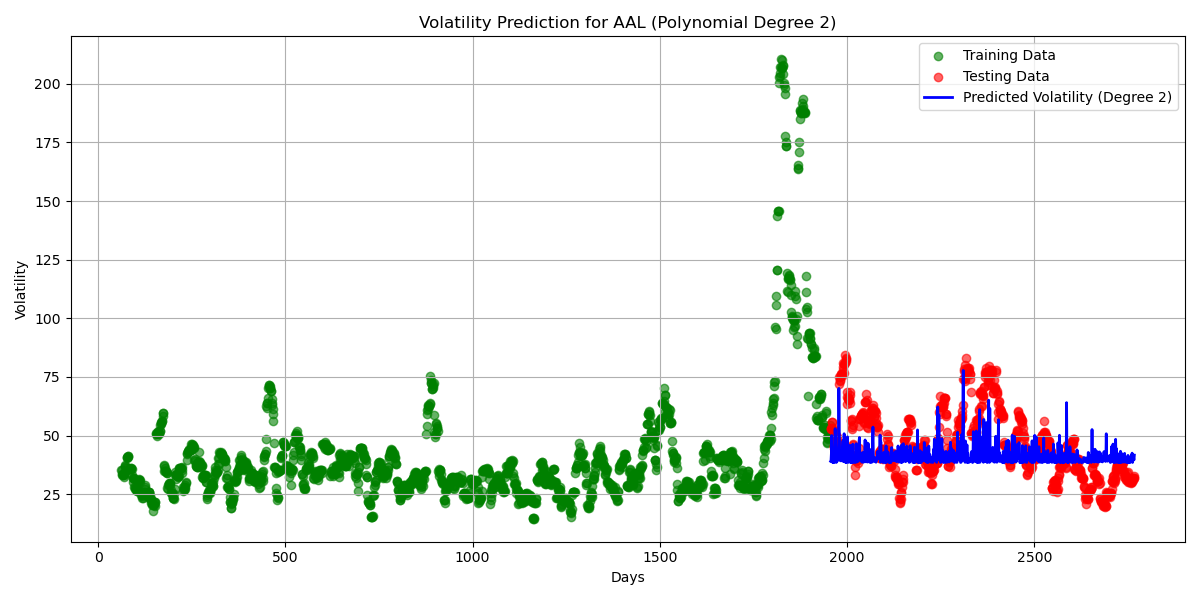 Volatility Prediction for AAL (Polynomial Degree 2)
Training Data
Testing Data
Predicted Volatility (Degree 2)
Volatility
200
175
150
125
100
75
50
25
0
500
1000
1500
2000
2500
Days